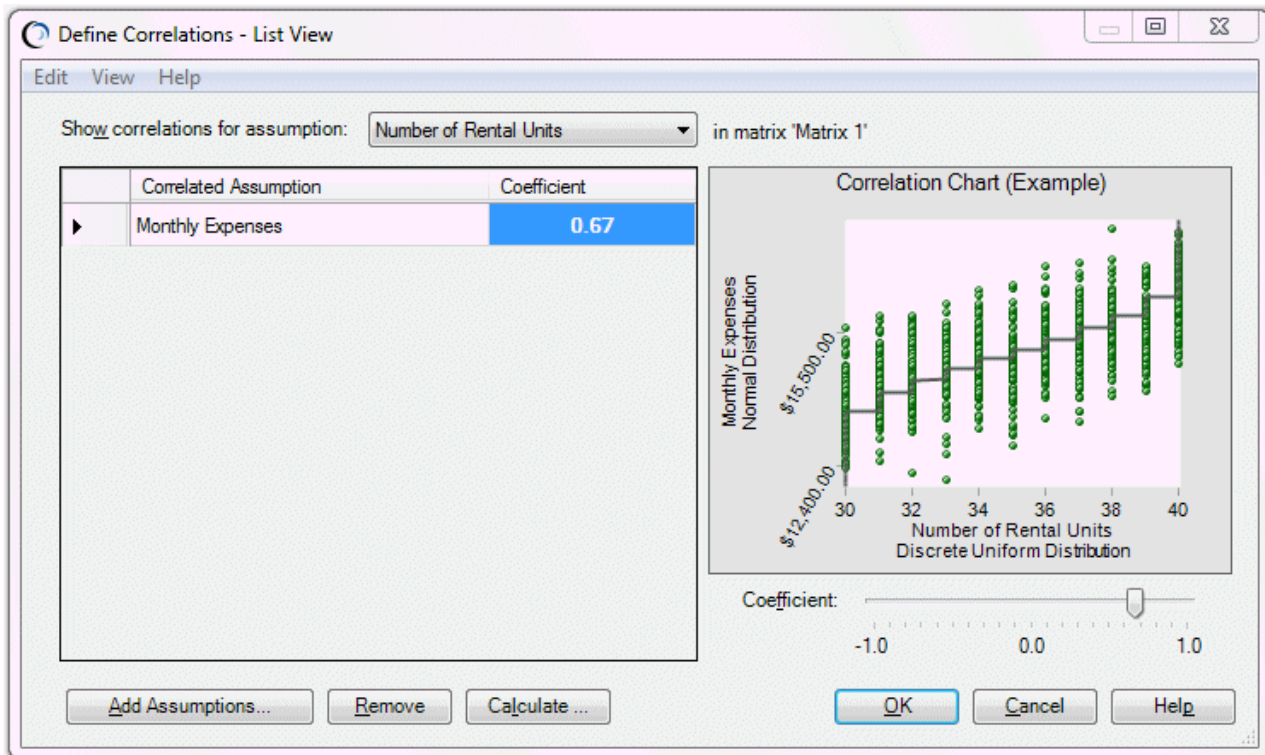 Define Correlations - List View
Edit View Help
Show correlations for assumption: Number of Rental Units in matrix 'Matrix 1'
Correlated Assumption Coefficient
Monthly Expenses 0.67
Correlation Chart (Example)
Monthly Expenses
Normal Distribution
$15,500.00
$12,400.00
30 32 34 36 38 40
Number of Rental Units
Discrete Uniform Distribution
Coefficient:
-1.0 0.0 1.0
Add Assumptions... Remove Calculate ... OK Cancel Help